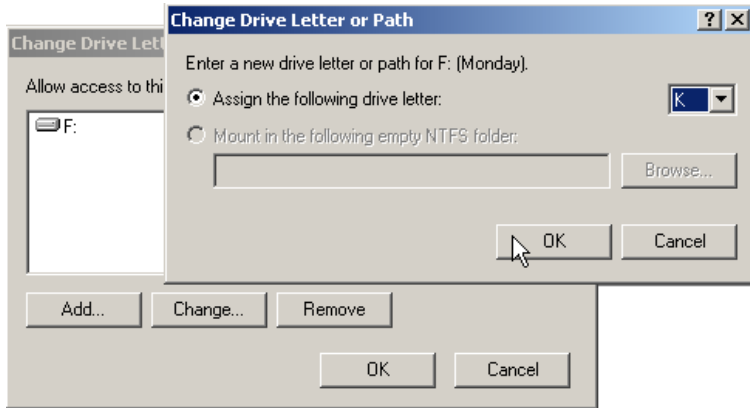 Change Drive Letter or Path
Enter a new drive letter or path for F: (Monday).
Assign the following drive letter:
K
Mount in the following empty NTFS folder:
Browse...
OK
Cancel
Change Drive Let
Allow access to thi
F:
Add...
Change...
Remove
OK
Cancel